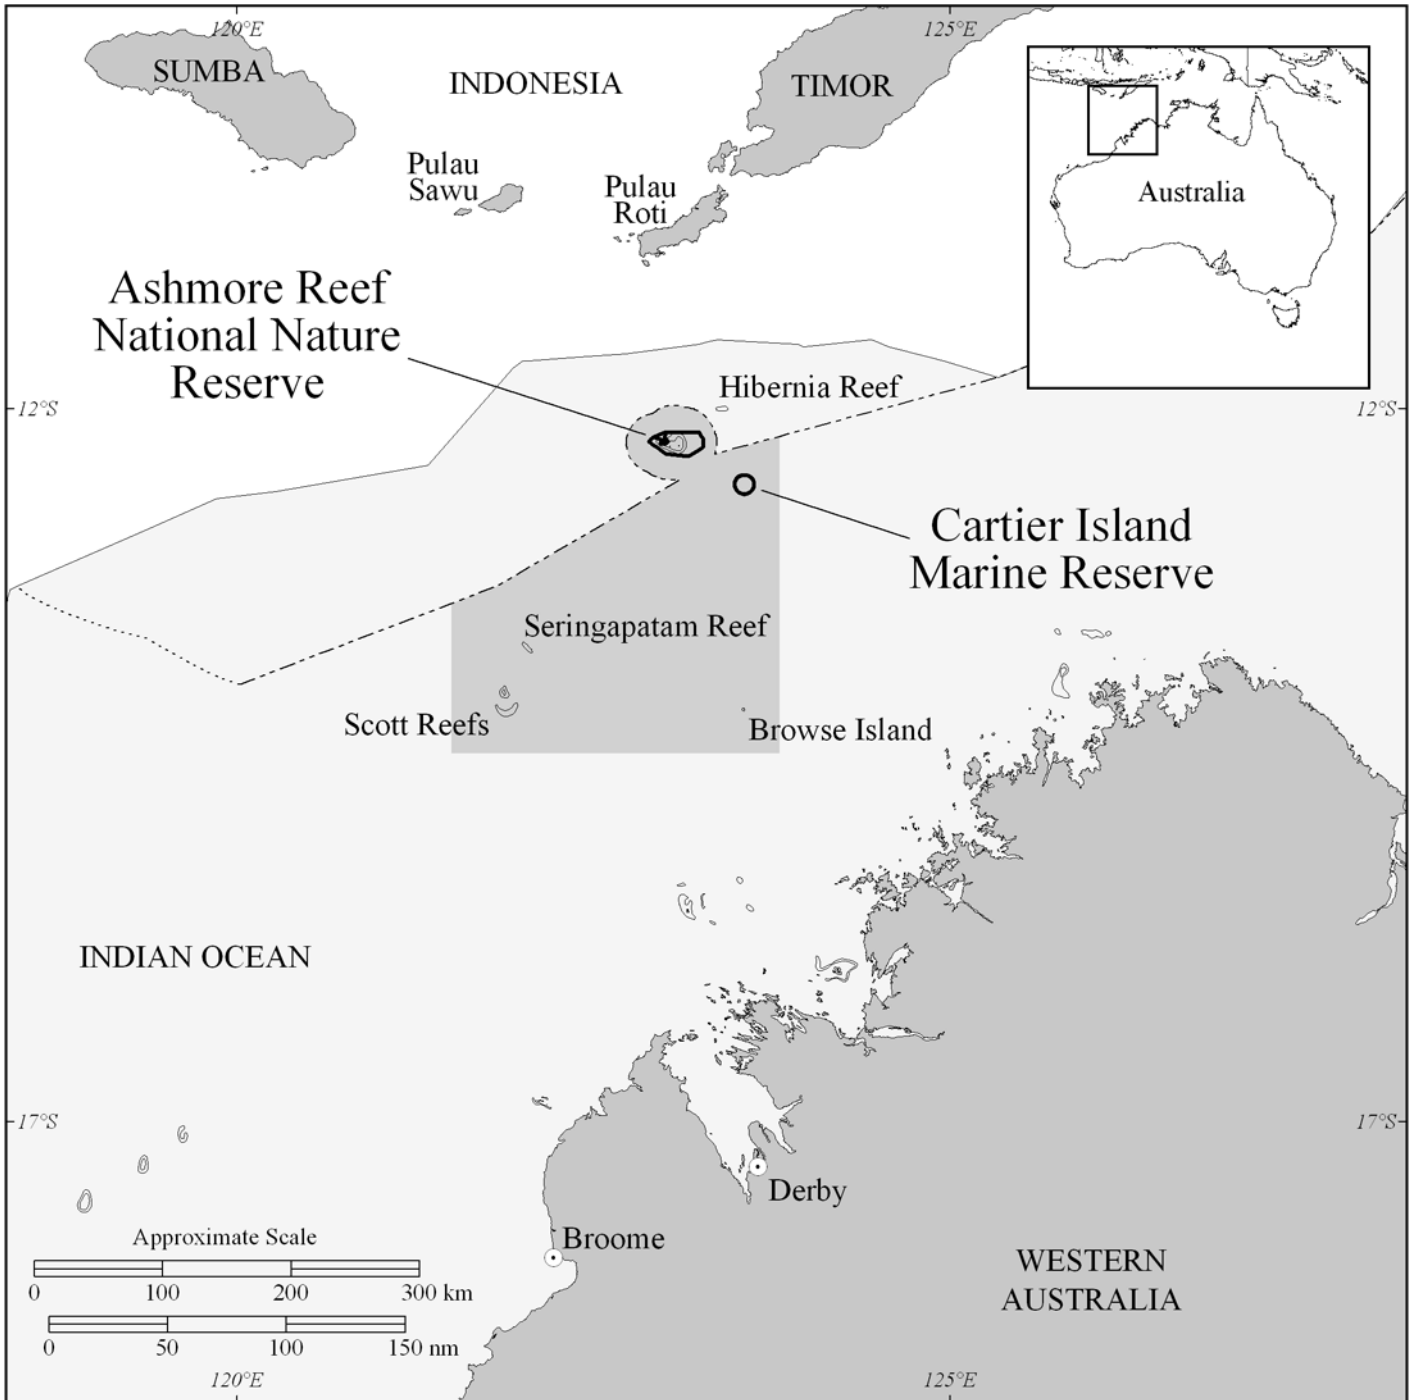 120°E
125°E
SUMBA
INDONESIA
TIMOR
Pulau
Sawu
Pulau
Roti
Australia
Ashmore Reef
National Nature
Reserve
Hibernia Reef
12°S
12°S
Cartier Island
Marine Reserve
Seringapatam Reef
Scott Reefs
Browse Island
INDIAN OCEAN
17°S
17°S
Derby
Broome
Approximate Scale
0 100 200 300 km
0 50 100 150 nm
WESTERN
AUSTRALIA
120°E
125°E